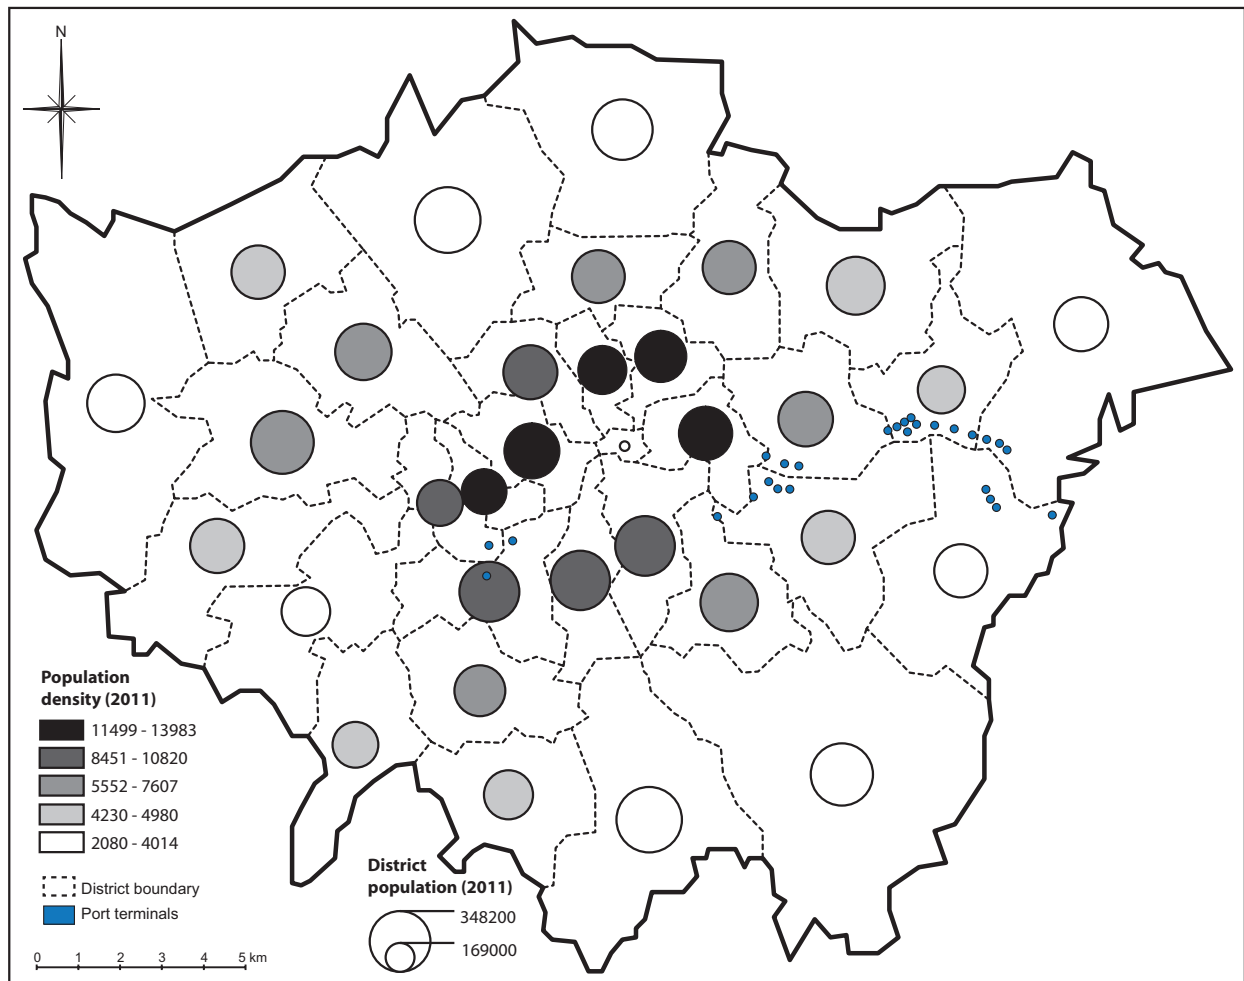 N
Population
density (2011)
11499 - 13983
8451 - 10820
5552 - 7607
4230 - 4980
2080 - 4014
District boundary
Port terminals
0 1 2 3 4 5 km
District
population (2011)
348200
169000